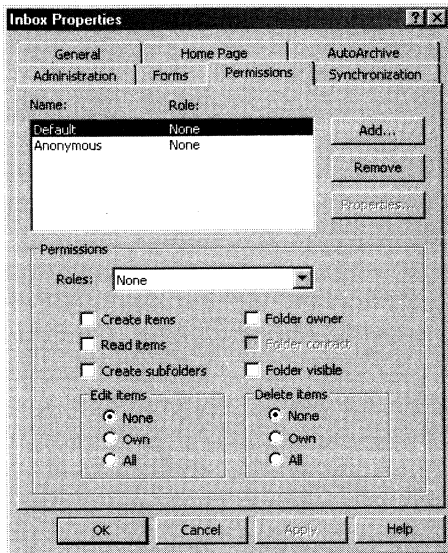 Inbox Properties
General Home Page AutoArchive
Administration Forms Permissions Synchronization
Name: Role:
Default None
Anonymous None
Add...
Remove
Properties...
Permissions
Roles: None
Create items Folder owner
Read items Folder contact
Create subfolders Folder visible
Edit items Delete items
None None
Own Own
All All
OK Cancel Apply Help